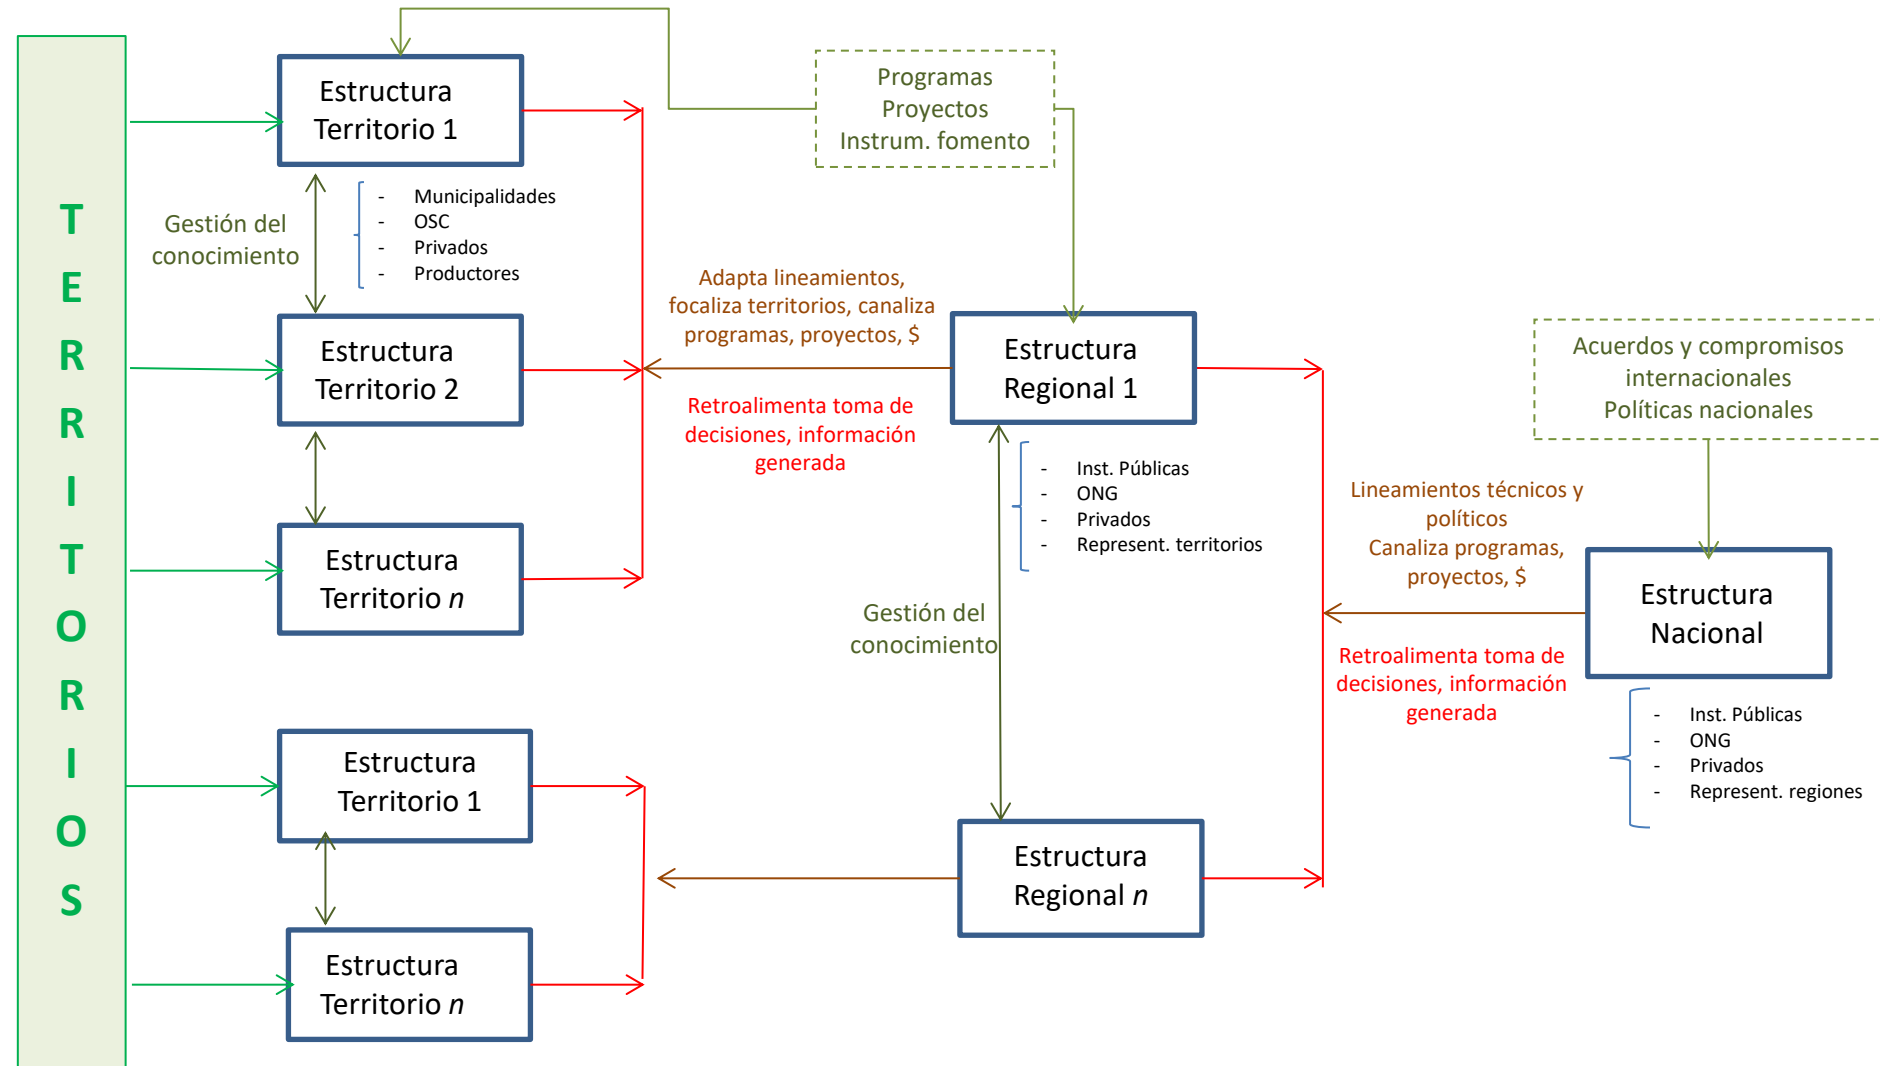 TERRITORIOS
Estructura
Territorio 1
Gestión del
conocimiento
- Municipalidades
- OSC
- Privados
- Productores
Estructura
Territorio 2
Estructura
Territorio n
Estructura
Territorio 1
Estructura
Territorio n
Programas
Proyectos
Instrum. fomento
Adapta lineamientos,
focaliza territorios, canaliza
programas, proyectos, $
Retroalimenta toma de
decisiones, información
generada
Estructura
Regional 1
- Inst. Públicas
- ONG
- Privados
- Represent. territorios
Gestión del
conocimiento
Estructura
Regional n
Acuerdos y compromisos
internacionales
Políticas nacionales
Lineamientos técnicos y
políticos
Canaliza programas,
proyectos, $
Retroalimenta toma de
decisiones, información
generada
Estructura
Nacional
- Inst. Públicas
- ONG
- Privados
- Represent. regiones